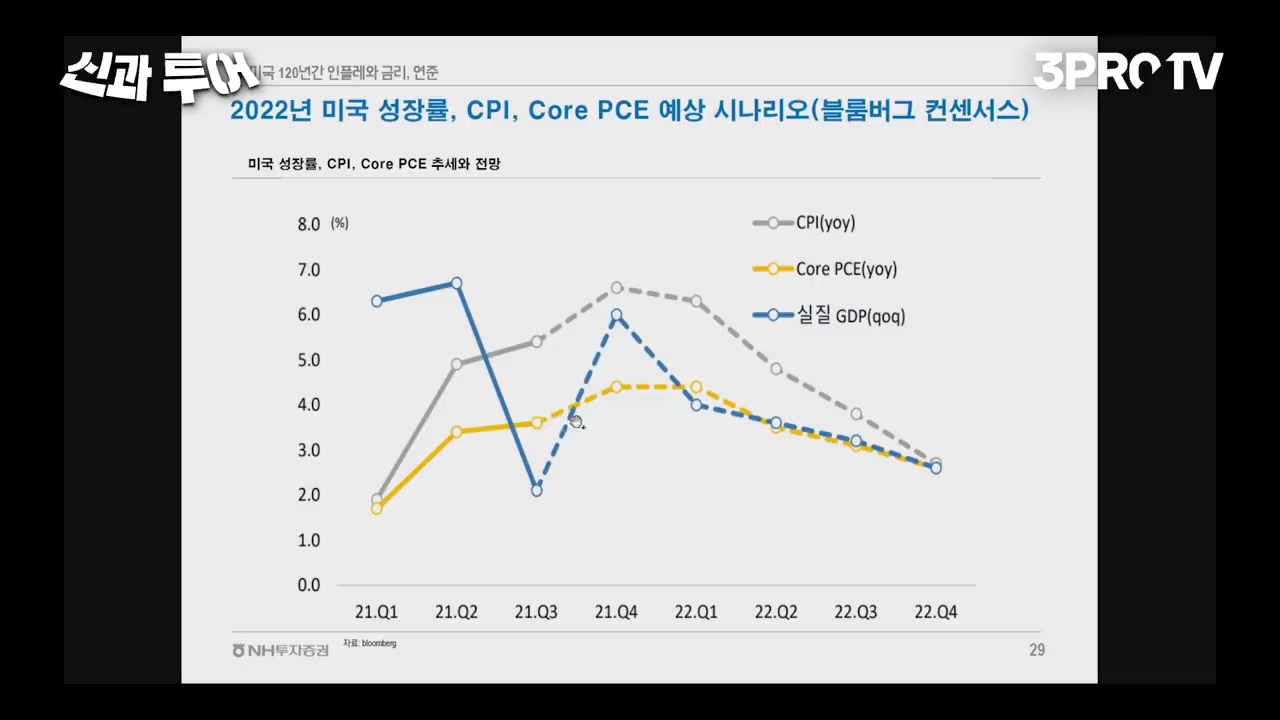 신과 투어
3PROTV
미국 120년간 인플레와 금리, 연준
2022년 미국 성장률, CPI, Core PCE 예상 시나리오(블룸버그 컨센서스)
미국 성장률, CPI, Core PCE 추세와 전망
8.0 (%)
7.0
6.0
5.0
4.0
3.0
2.0
1.0
0.0
CPI(yoy)
Core PCE(yoy)
실질 GDP(qoq)
21.Q1 21.Q2 21.Q3 21.Q4 22.Q1 22.Q2 22.Q3 22.Q4
NH투자증권
자료: bloomberg
29